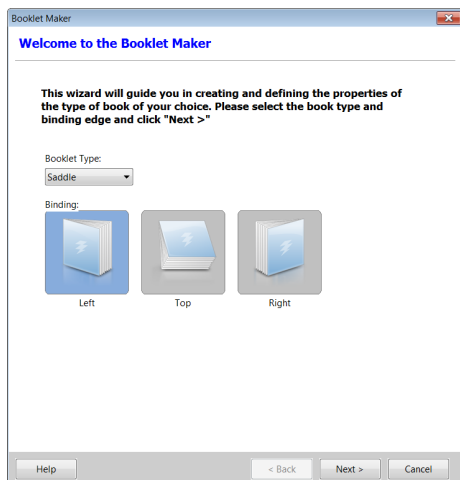 Booklet Maker
Welcome to the Booklet Maker
This wizard will guide you in creating and defining the properties of
the type of book of your choice. Please select the book type and
binding edge and click "Next >"
Booklet Type:
Saddle
Binding:
Left Top Right
Help < Back Next > Cancel